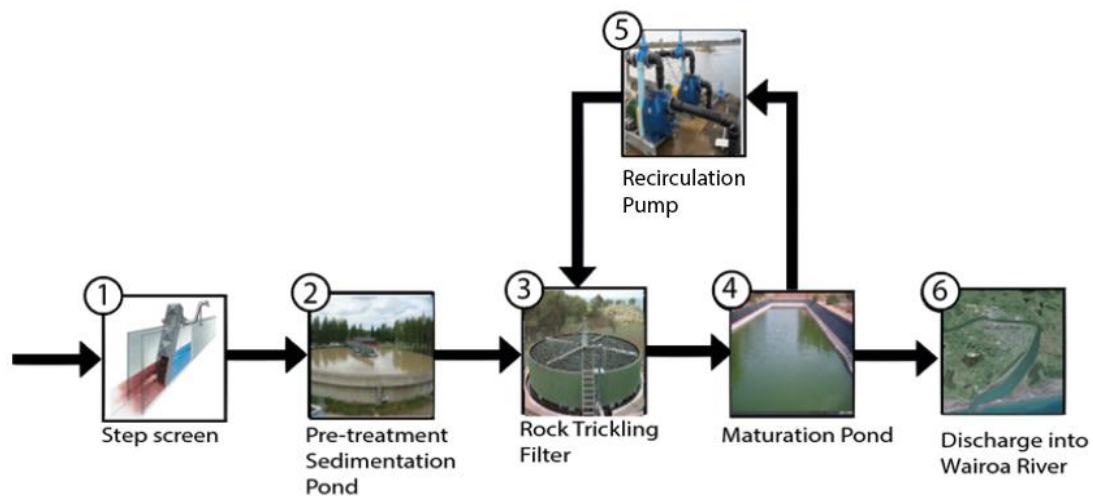 5
Recirculation
Pump
1
2
3
4
6
Step screen
Pre-treatment
Sedimentation
Pond
Rock Trickling
Filter
Maturation Pond
Discharge into
Wairoa River